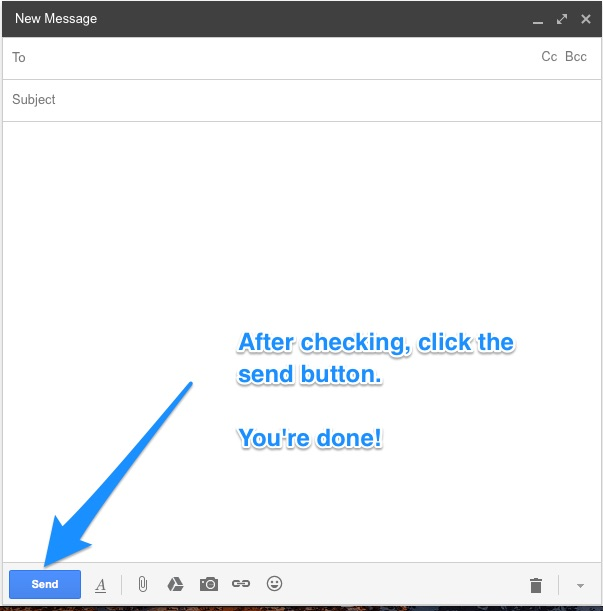 New Message
To Cc Bcc
Subject
After checking, click the
send button.
You're done!
Send A